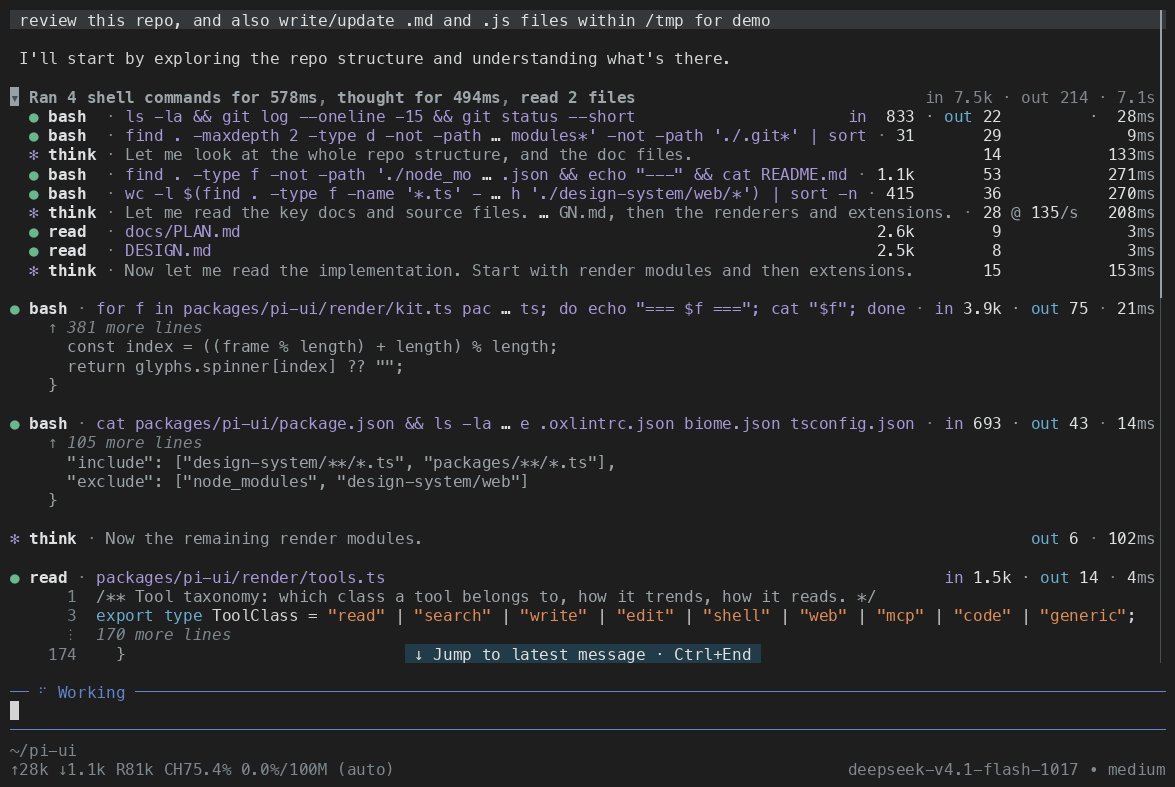 review this repo, and also write/update .md and .js files within /tmp for demo
I'll start by exploring the repo structure and understanding what's there.
▾ Ran 4 shell commands for 578ms, thought for 494ms, read 2 files in 7.5k · out 214 · 7.1s
● bash · ls -la && git log --oneline -15 && git status --short in 833 · out 22 · 28ms
● bash · find . -maxdepth 2 -type d -not -path … modules*' -not -path './.git*' | sort · 31 29 9ms
✻ think · Let me look at the whole repo structure, and the doc files. 14 133ms
● bash · find . -type f -not -path './node_mo … .json && echo "---" && cat README.md · 1.1k 53 271ms
● bash · wc -l $(find . -type f -name '*.ts' - … h './design-system/web/*') | sort -n · 415 36 270ms
✻ think · Let me read the key docs and source files. … GN.md, then the renderers and extensions. · 28 @ 135/s 208ms
● read · docs/PLAN.md 2.6k 9 3ms
● read · DESIGN.md 2.5k 8 3ms
✻ think · Now let me read the implementation. Start with render modules and then extensions. 15 153ms
● bash · for f in packages/pi-ui/render/kit.ts pac … ts; do echo "=== $f ==="; cat "$f"; done · in 3.9k · out 75 · 21ms
↑ 381 more lines
const index = ((frame % length) + length) % length;
return glyphs.spinner[index] ?? "";
}
● bash · cat packages/pi-ui/package.json && ls -la … e .oxlintrc.json biome.json tsconfig.json · in 693 · out 43 · 14ms
↑ 105 more lines
"include": ["design-system/**/*.ts", "packages/**/*.ts"],
"exclude": ["node_modules", "design-system/web"]
}
✻ think · Now the remaining render modules. out 6 · 102ms
● read · packages/pi-ui/render/tools.ts in 1.5k · out 14 · 4ms
1 /** Tool taxonomy: which class a tool belongs to, how it trends, how it reads. */
3 export type ToolClass = "read" | "search" | "write" | "edit" | "shell" | "web" | "mcp" | "code" | "generic";
⋮ 170 more lines
174 }
↓ Jump to latest message · Ctrl+End
Working
~/pi-ui
↑28k ↓1.1k R81k CH75.4% 0.0%/100M (auto) deepseek-v4.1-flash-1017 • medium